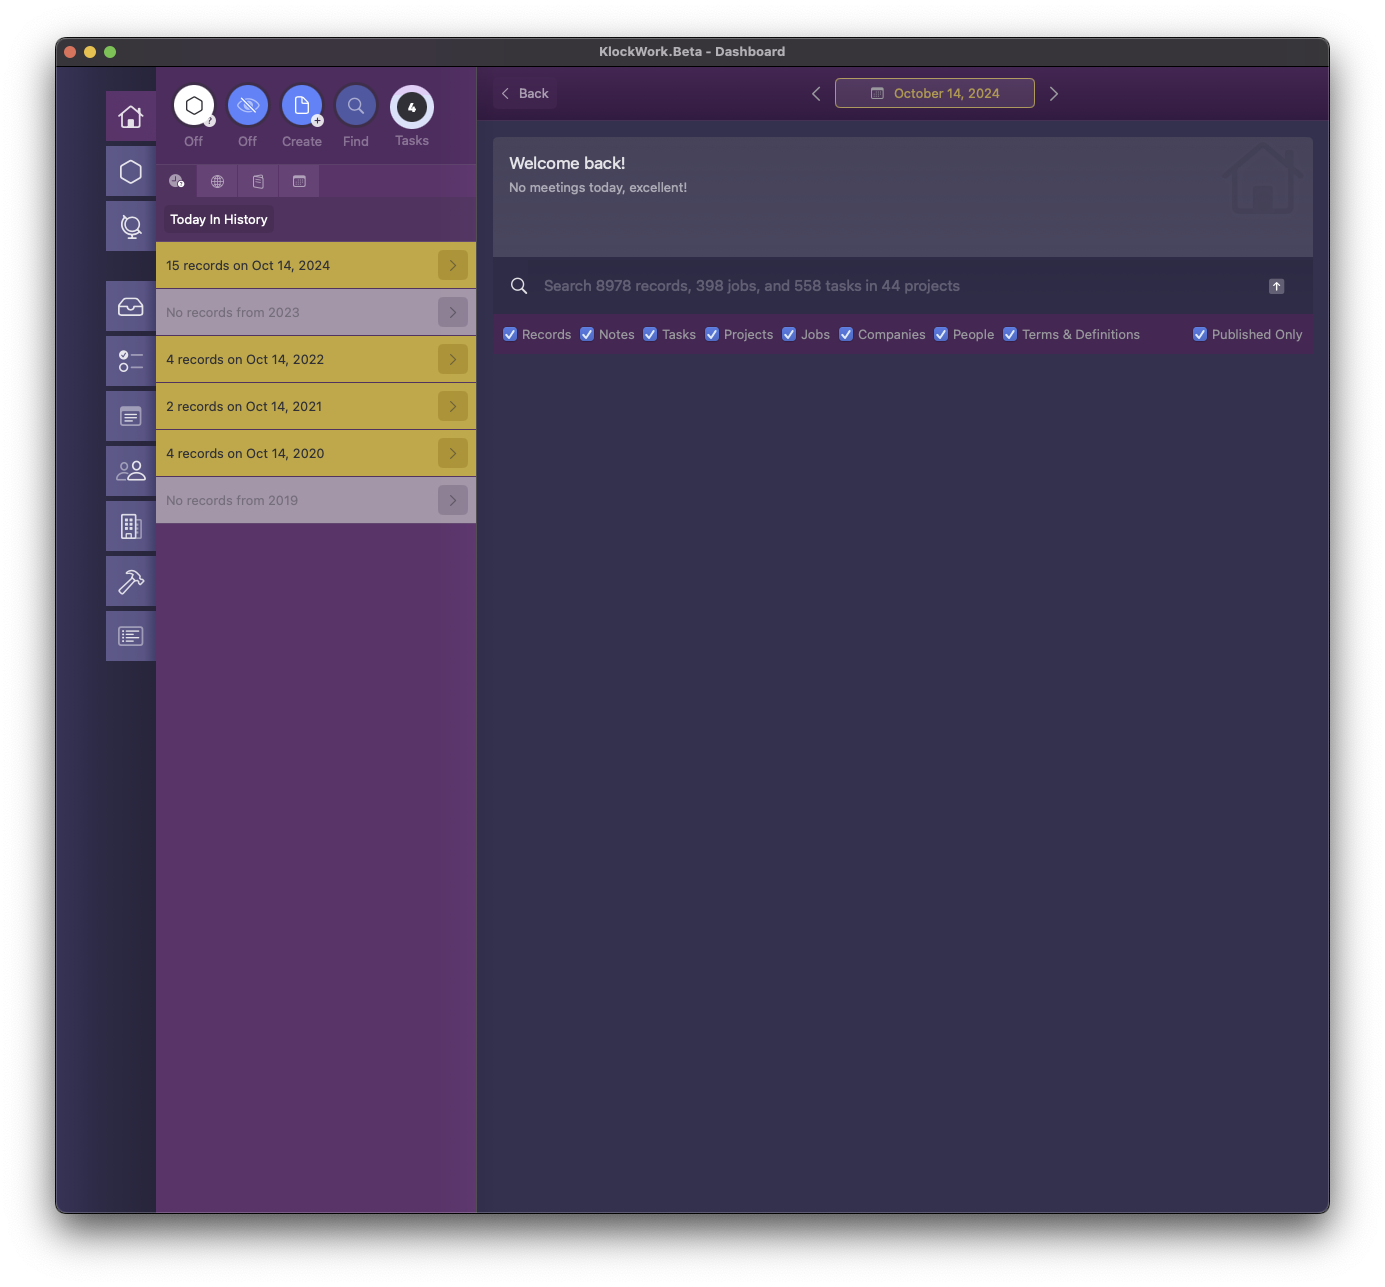 KlockWork.Beta - Dashboard
Off
Off
Create
Find
4
Tasks
Today In History
15 records on Oct 14, 2024
No records from 2023
4 records on Oct 14, 2022
2 records on Oct 14, 2021
4 records on Oct 14, 2020
No records from 2019
Back
October 14, 2024
Welcome back!
No meetings today, excellent!
Search 8978 records, 398 jobs, and 558 tasks in 44 projects
Records Notes Tasks Projects Jobs Companies People Terms & Definitions Published Only